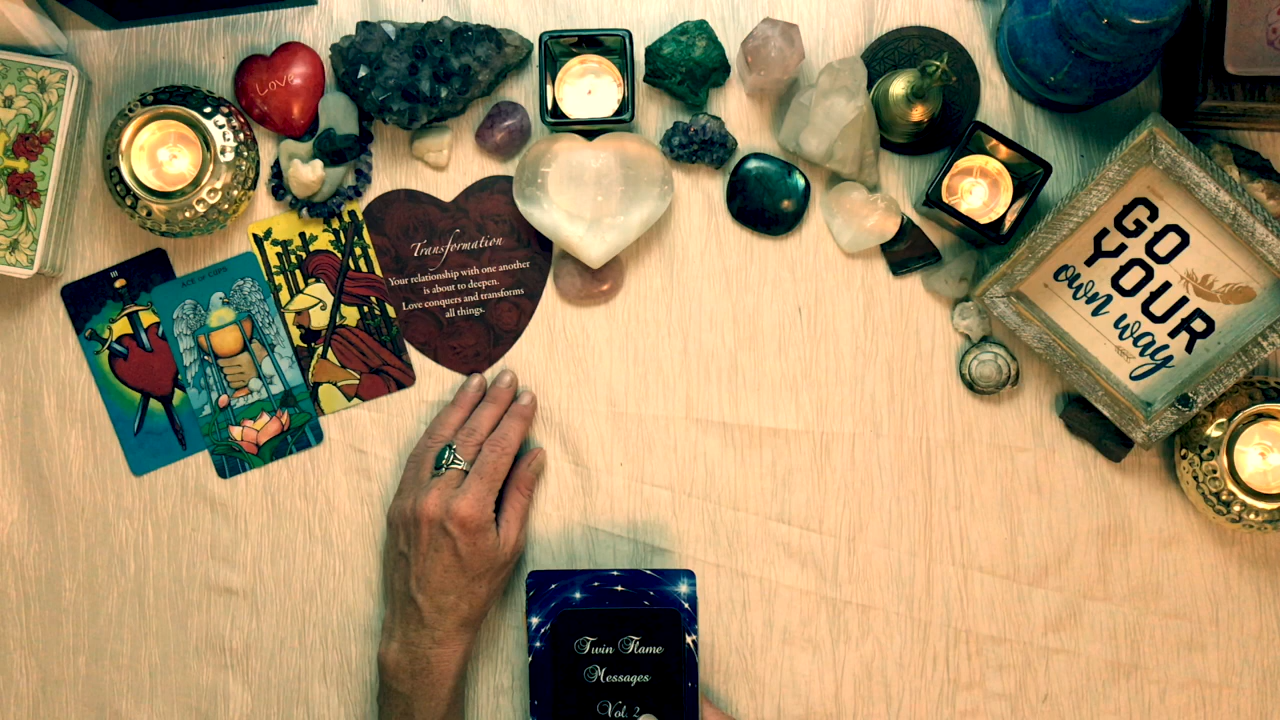 Love
III
ACE OF CUPS
Transformation
Your relationship with one another
is about to deepen.
Love conquers and transforms
all things.
GO
YOUR
own way
Twin Flame
Messages
Vol. 2